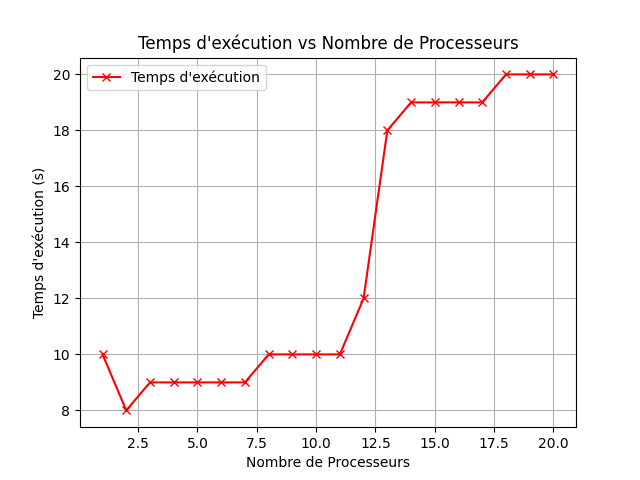 Temps d'exécution vs Nombre de Processeurs
Temps d'exécution
20
18
16
14
12
10
8
Temps d'exécution (s)
2.5 5.0 7.5 10.0 12.5 15.0 17.5 20.0
Nombre de Processeurs